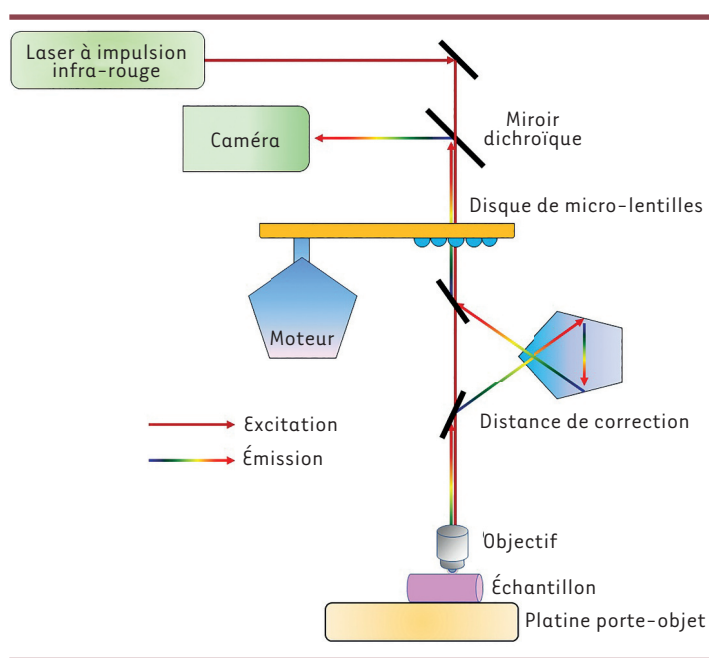 Laser à impulsion
infra-rouge
Miroir
dichroïque
Caméra
Disque de micro-lentilles
Moteur
Distance de correction
Excitation
Émission
Objectif
Échantillon
Platine porte-objet